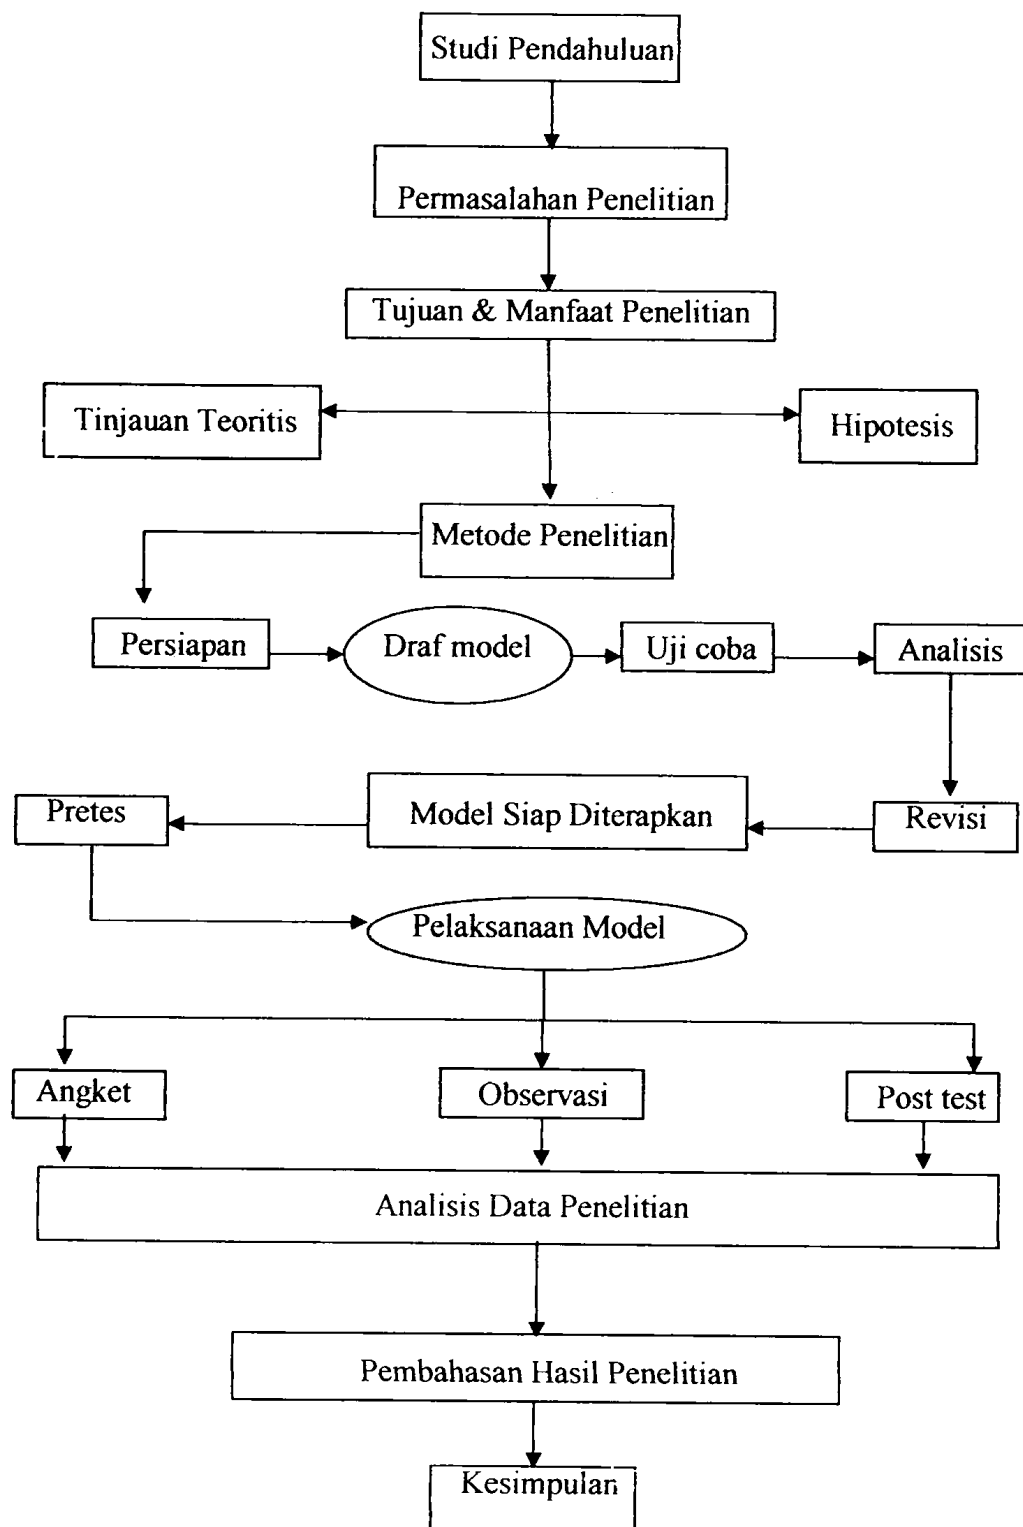 Studi Pendahuluan
Permasalahan Penelitian
Tujuan & Manfaat Penelitian
Tinjauan Teoritis
Hipotesis
Metode Penelitian
Persiapan
Draf model
Uji coba
Analisis
Pretes
Model Siap Diterapkan
Revisi
Pelaksanaan Model
Angket
Observasi
Post test
Analisis Data Penelitian
Pembahasan Hasil Penelitian
Kesimpulan